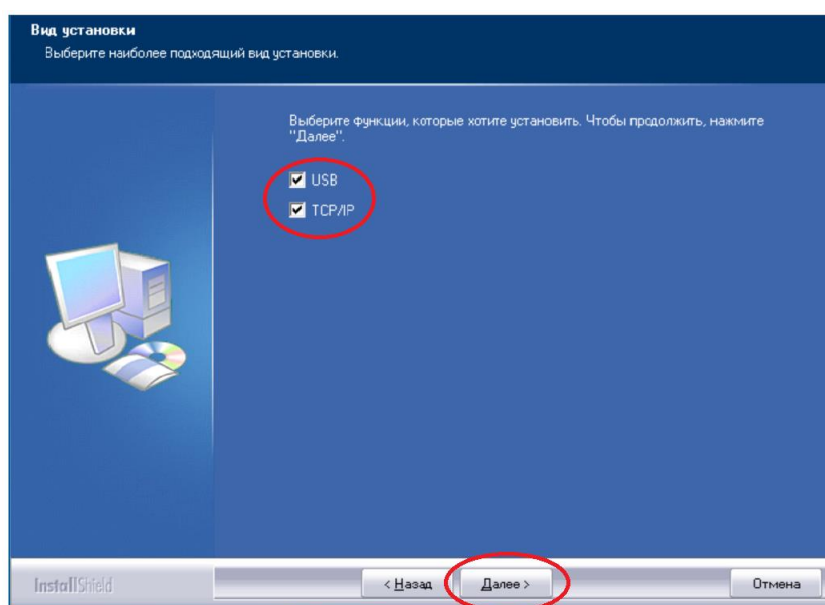 Вид установки
Выберите наиболее подходящий вид установки.
Выберите функции, которые хотите установить. Чтобы продолжить, нажмите
"Далее".
USB
TCP/IP
InstallShield
< Назад
Далее >
Отмена